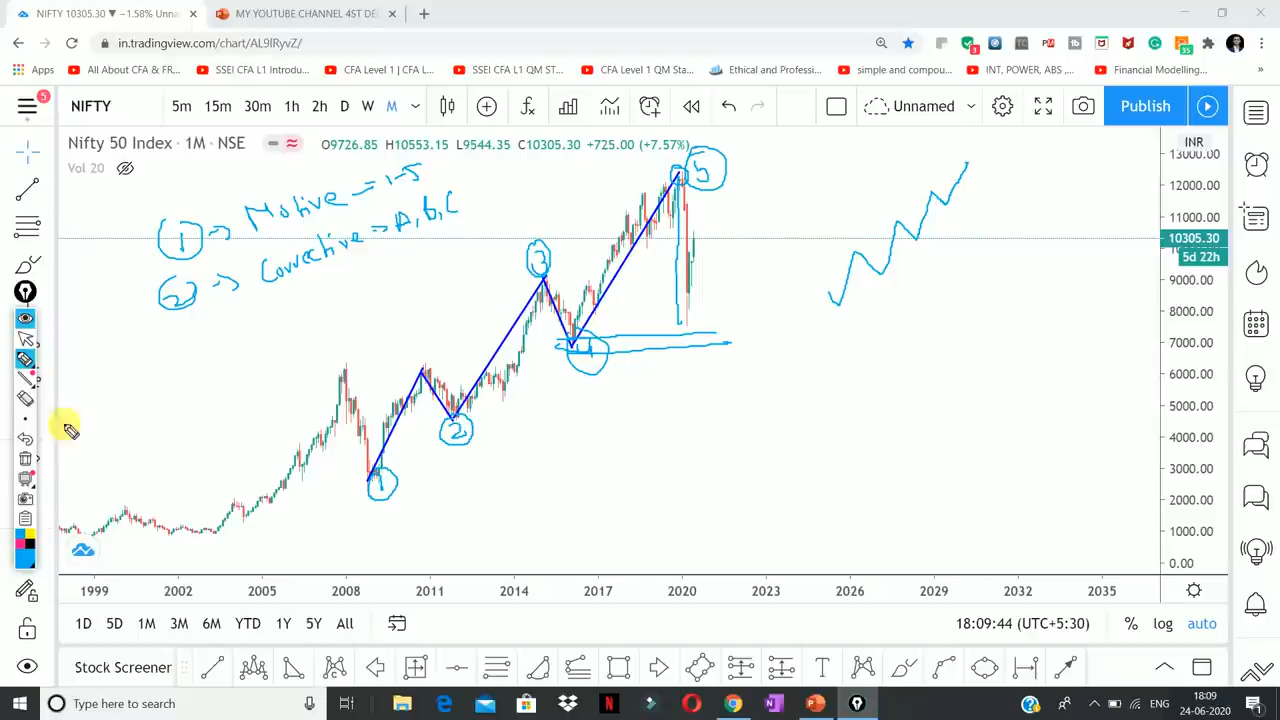 NIFTY 10305.30 ▼ −1.58% Unna
MY YOUTUBE CHANNEL 4ST DE
in.tradingview.com/chart/AL9lRyvZ/
3
35
Apps
All About CFA & FR...
SSEI CFA L1 Introdu...
CFA Level 1 | CFA L...
SSEI CFA L1 QM ST...
CFA Level 1 QM Sta...
Ethical and Professi...
simple and compou...
INT, POWER, ABS ,...
Financial Modelling...
5
NIFTY 5m 15m 30m 1h 2h D W M Unnamed Publish
Nifty 50 Index · 1M · NSE O9726.85 H10553.15 L9544.35 C10305.30 +725.00 (+7.57%)
Vol 20
INR
13000.00
12000.00
11000.00
10305.30
5d 22h
9000.00
8000.00
7000.00
6000.00
5000.00
4000.00
3000.00
2000.00
1000.00
0.00
1 Motive = 1-5
2 Corrective => A, b, C
5
3
4
2
1
1999 2002 2005 2008 2011 2014 2017 2020 2023 2026 2029 2032 2035
1D 5D 1M 3M 6M YTD 1Y 5Y All 18:09:44 (UTC+5:30) % log auto
Stock Screener
Type here to search
18:09
ENG
24-06-2020
1